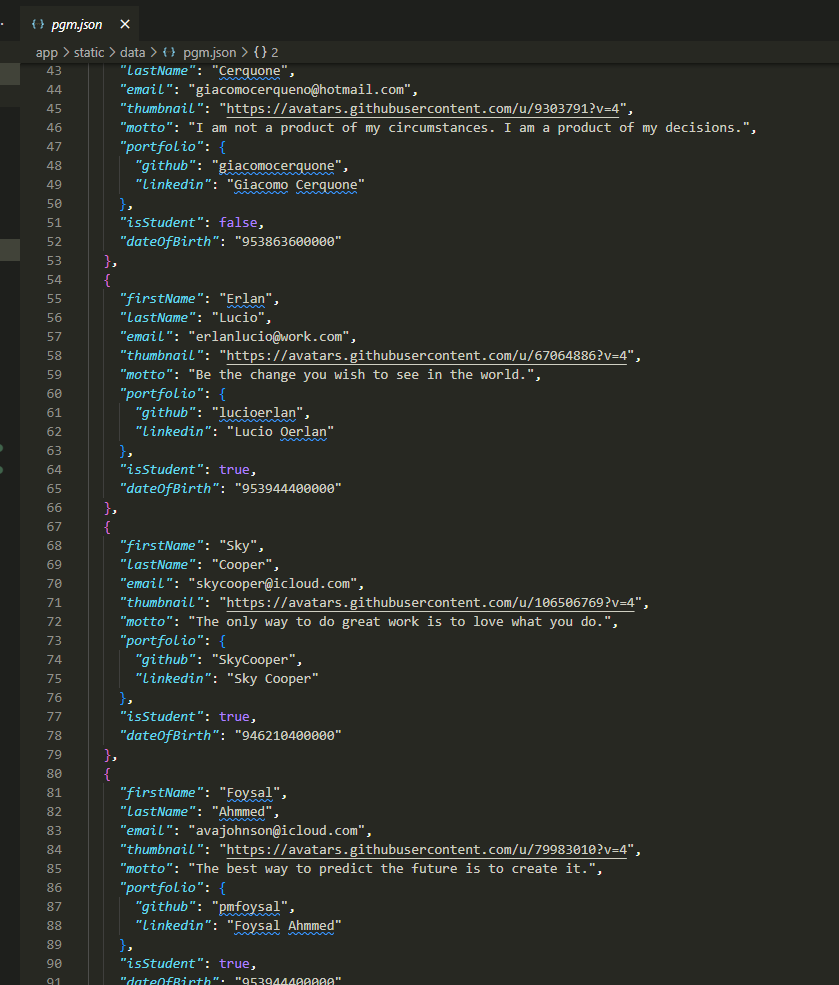 pgm.json ×
app > static > data > {} pgm.json > {} 2
43 "lastName": "Cerquone",
44 "email": "giacomocerqueno@hotmail.com",
45 "thumbnail": "https://avatars.githubusercontent.com/u/9303791?v=4",
46 "motto": "I am not a product of my circumstances. I am a product of my decisions.",
47 "portfolio": {
48 "github": "giacomocerquone",
49 "linkedin": "Giacomo Cerquone"
50 },
51 "isStudent": false,
52 "dateOfBirth": "953863600000"
53 },
54 {
55 "firstName": "Erlan",
56 "lastName": "Lucio",
57 "email": "erlanlucio@work.com",
58 "thumbnail": "https://avatars.githubusercontent.com/u/67064886?v=4",
59 "motto": "Be the change you wish to see in the world.",
60 "portfolio": {
61 "github": "lucioerlan",
62 "linkedin": "Lucio Oerlan"
63 },
64 "isStudent": true,
65 "dateOfBirth": "953944400000"
66 },
67 {
68 "firstName": "Sky",
69 "lastName": "Cooper",
70 "email": "skycooper@icloud.com",
71 "thumbnail": "https://avatars.githubusercontent.com/u/106506769?v=4",
72 "motto": "The only way to do great work is to love what you do.",
73 "portfolio": {
74 "github": "SkyCooper",
75 "linkedin": "Sky Cooper"
76 },
77 "isStudent": true,
78 "dateOfBirth": "946210400000"
79 },
80 {
81 "firstName": "Foysal",
82 "lastName": "Ahmmed",
83 "email": "avajohnson@icloud.com",
84 "thumbnail": "https://avatars.githubusercontent.com/u/79983010?v=4",
85 "motto": "The best way to predict the future is to create it.",
86 "portfolio": {
87 "github": "pmfoysal",
88 "linkedin": "Foysal Ahmmed"
89 },
90 "isStudent": true,
91 "dateOfBirth": "953944400000"